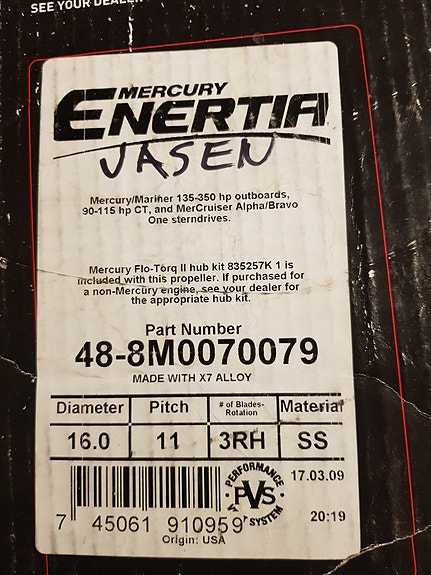 SEE YOUR DEALER
MERCURY
ENERTIA
JASEN
Mercury/Mariner 135-350 hp outboards,
90-115 hp CT, and MerCruiser Alpha/Bravo
One sterndrives.
Mercury Flo-Torq II hub kit 835257K 1 is
included with this propeller. If purchased for
a non-Mercury engine, see your dealer for
the appropriate hub kit.
Part Number
48-8M0070079
MADE WITH X7 ALLOY
Diameter Pitch # of Blades- Material
Rotation
16.0 11 3RH SS
PERFORMANCE
PVS
VENT SYSTEM
17.03.09
20:19
7 45061 910959
Origin: USA